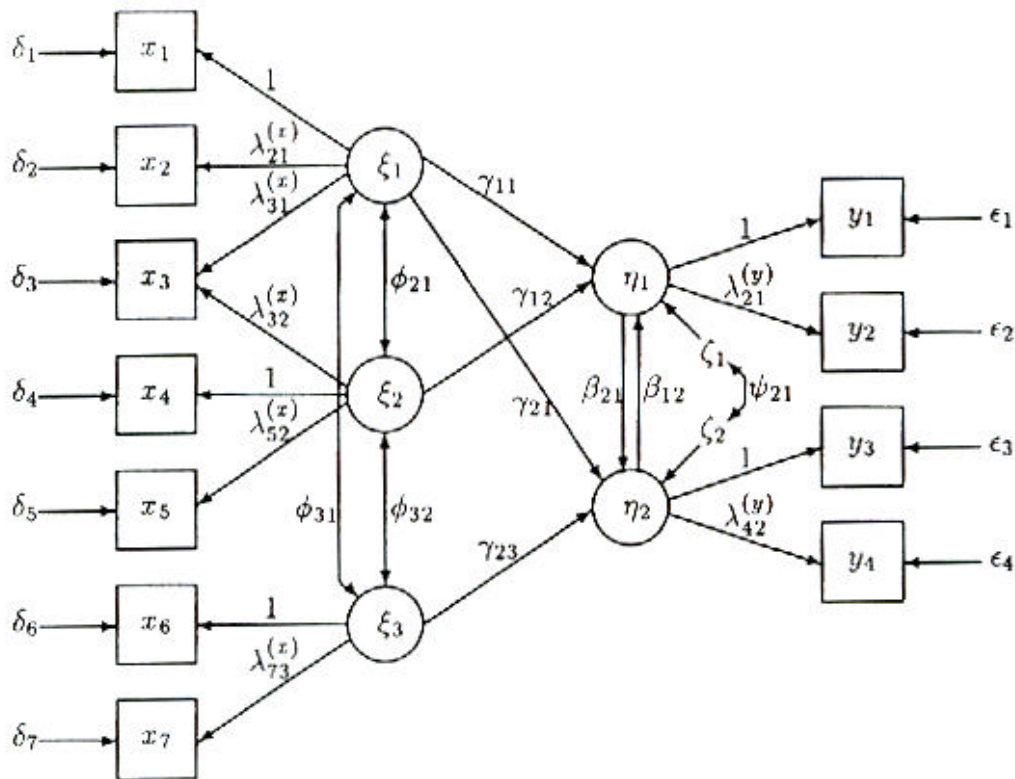 δ₁ x₁
1
δ₂ x₂ λ₂₁⁽ˣ⁾ ξ₁ γ₁₁
λ₃₁⁽ˣ⁾ y₁ ϵ₁
1
δ₃ x₃ ϕ₂₁ η₁
λ₃₂⁽ˣ⁾ γ₁₂ λ₂₁⁽ʸ⁾
y₂ ϵ₂
ζ₁
δ₄ x₄ 1 ξ₂ γ₂₁ β₂₁ β₁₂ ψ₂₁
λ₅₂⁽ˣ⁾ ζ₂
y₃ ϵ₃
1
δ₅ x₅ ϕ₃₁ ϕ₃₂ η₂
λ₄₂⁽ʸ⁾
γ₂₃ y₄ ϵ₄
δ₆ x₆ 1 ξ₃
λ₇₃⁽ˣ⁾
δ₇ x₇